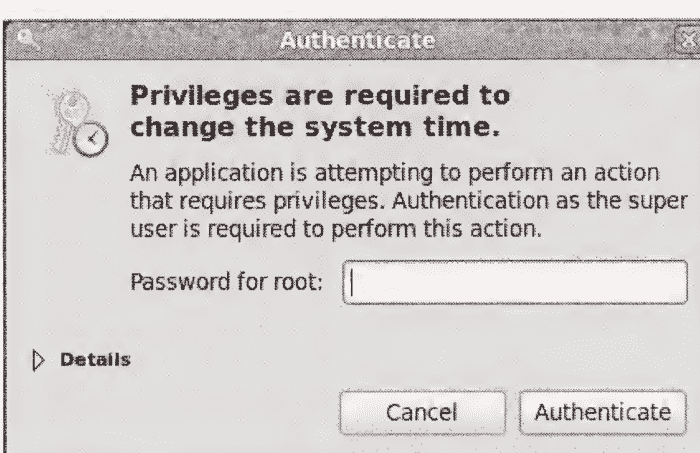 Authenticate
Privileges are required to
change the system time.
An application is attempting to perform an action
that requires privileges. Authentication as the super
user is required to perform this action.
Password for root:
Details
Cancel
Authenticate